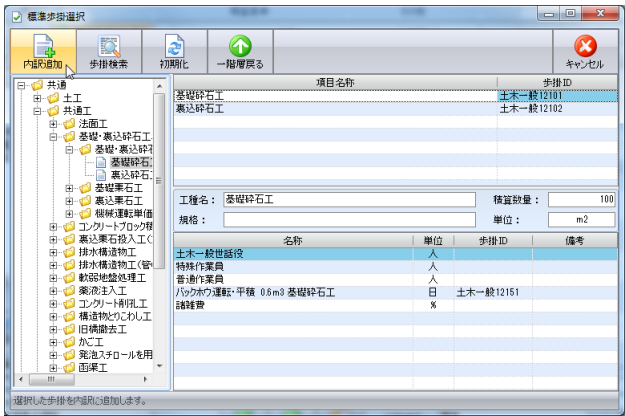 標準歩掛選択
内訳追加
歩掛検索
初期化
一階層戻る
キャンセル
共通
土工
共通工
法面工
基礎・裏込砕石工
基礎・裏込砕石
基礎砕石工
裏込砕石工
基礎栗石工
裏込栗石工
機械運転単価
コンクリートブロック積
裏込栗石投入工(
排水構造物工
排水構造物工(管
軟弱地盤処理工
薬液注入工
コンクリート削孔工
構造物とりこわし工
旧橋撤去工
かご工
発泡スチロールを用
函渠工
項目名称 歩掛ID
基礎砕石工 土木一般12101
裏込砕石工 土木一般12102
工種名: 基礎砕石工 積算数量: 100
規格: 単位: m2
名称 単位 歩掛ID 備考
土木一般世話役 人
特殊作業員 人
普通作業員 人
バックホウ運転・平積 0.6m3 基礎砕石工 日 土木一般12151
諸雑費 %
選択した歩掛を内訳に追加します。